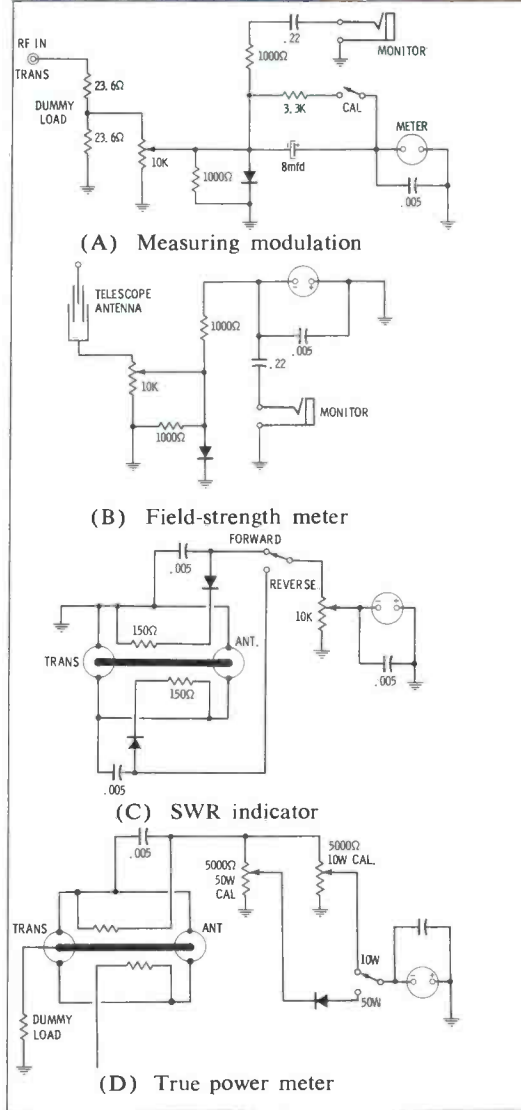 RF IN
TRANS
23.6Ω
DUMMY
LOAD
23.6Ω
10K
1000Ω
1000Ω
.22
MONITOR
3.3K
CAL
METER
8mfd
.005
(A) Measuring modulation
TELESCOPE
ANTENNA
10K
1000Ω
1000Ω
- +
.005
.22
MONITOR
(B) Field-strength meter
FORWARD
.005
REVERSE
10K
- +
.005
150Ω
ANT.
TRANS
150Ω
.005
(C) SWR indicator
.005
5000Ω
50W
CAL
5000Ω
10W CAL.
TRANS
ANT
10W
50W
- +
DUMMY
LOAD
(D) True power meter